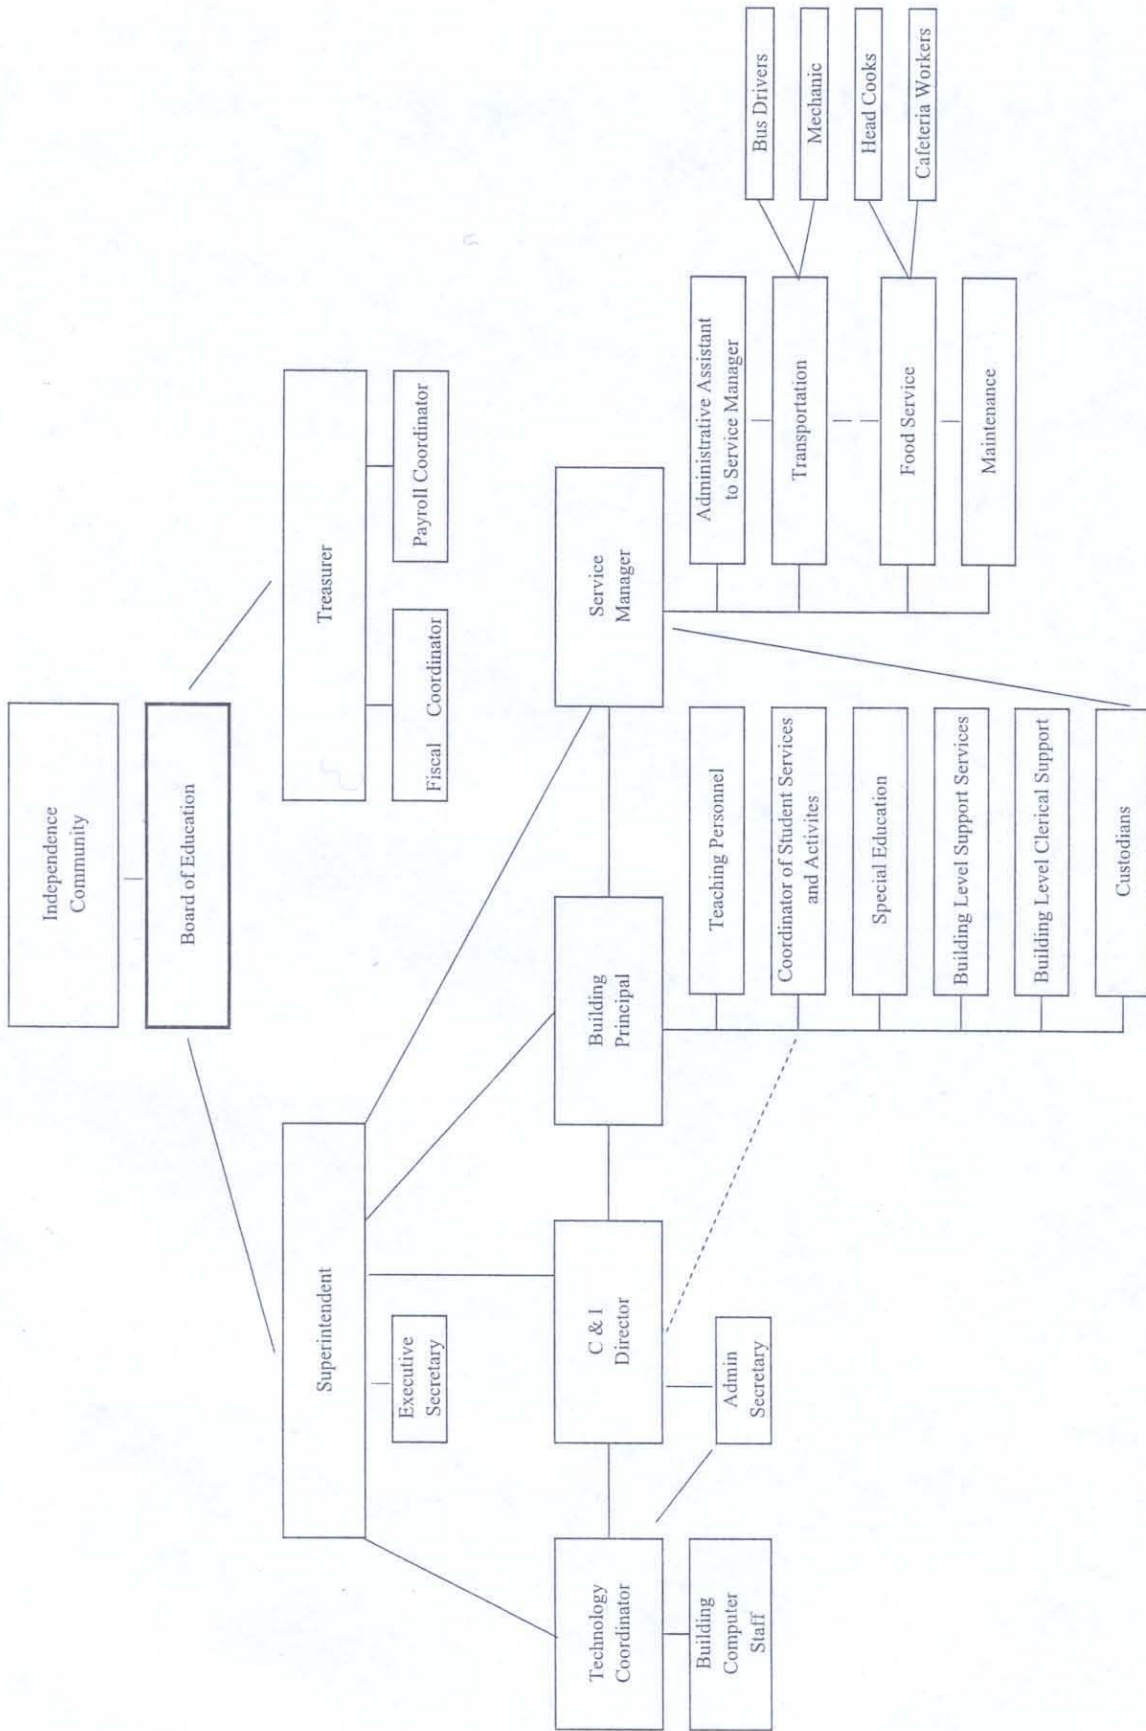 Independence
Community
Board of Education
Superintendent
Treasurer
Executive
Secretary
Fiscal Coordinator
Payroll Coordinator
Technology
Coordinator
C & I
Director
Building
Principal
Service
Manager
Building
Computer
Staff
Admin
Secretary
Teaching Personnel
Coordinator of Student Services
and Activites
Special Education
Building Level Support Services
Building Level Clerical Support
Custodians
Administrative Assistant
to Service Manager
Transportation
Food Service
Maintenance
Bus Drivers
Mechanic
Head Cooks
Cafeteria Workers